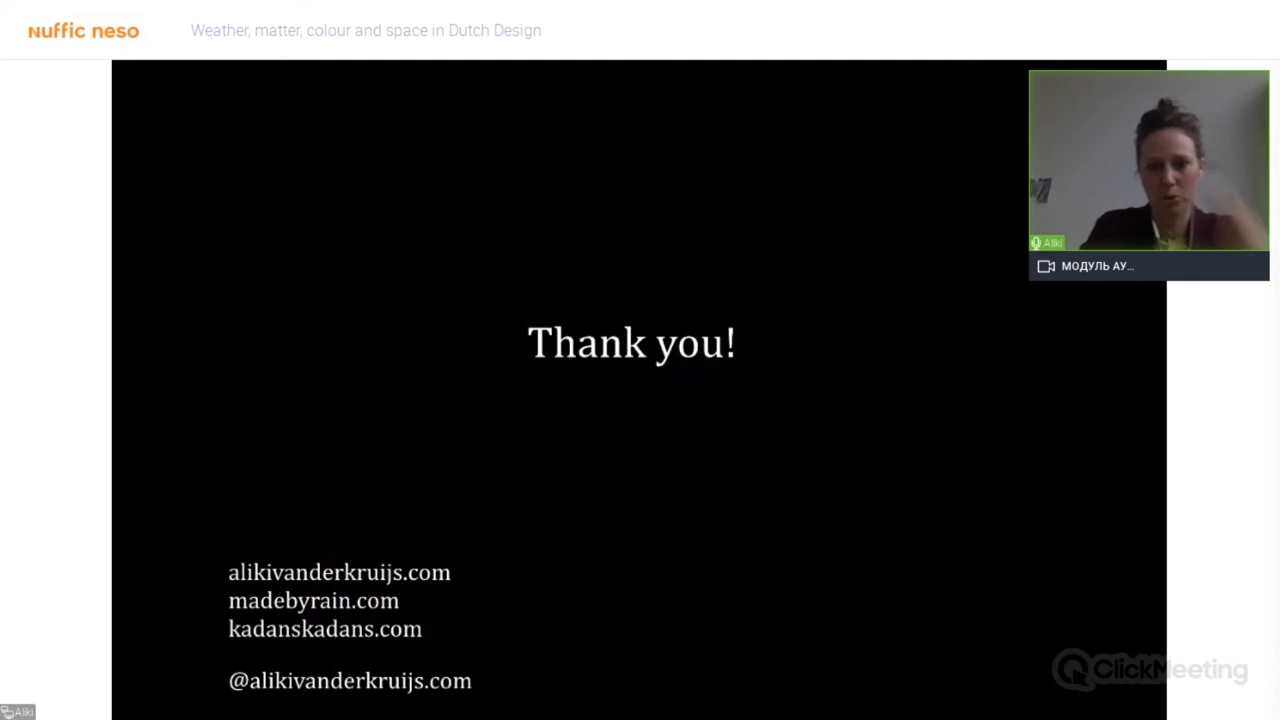 nuffic neso
Weather, matter, colour and space in Dutch Design
Aliki
МОДУЛЬ АУ...
Thank you!
alikivanderkruijs.com
madebyrain.com
kadanskadans.com
@alikivanderkruijs.com
ClickMeeting
Aliki